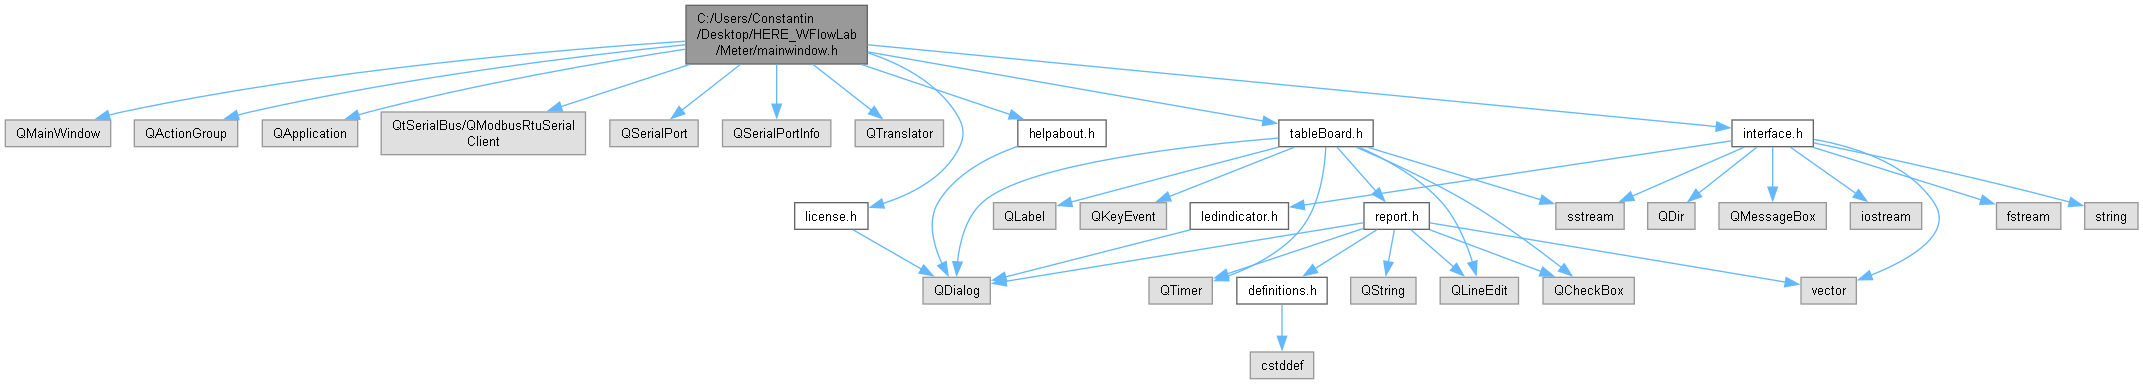 C:/Users/Constantin
/Desktop/HERE_WFlowLab
/Meter/mainwindow.h
QMainWindow
QActionGroup
QApplication
QtSerialBus/QModbusRtuSerial
Client
QSerialPort
QSerialPortInfo
QTranslator
helpabout.h
tableBoard.h
interface.h
license.h
QLabel
QKeyEvent
ledindicator.h
report.h
sstream
QDir
QMessageBox
iostream
fstream
string
QDialog
QTimer
definitions.h
QString
QLineEdit
QCheckBox
vector
cstddef